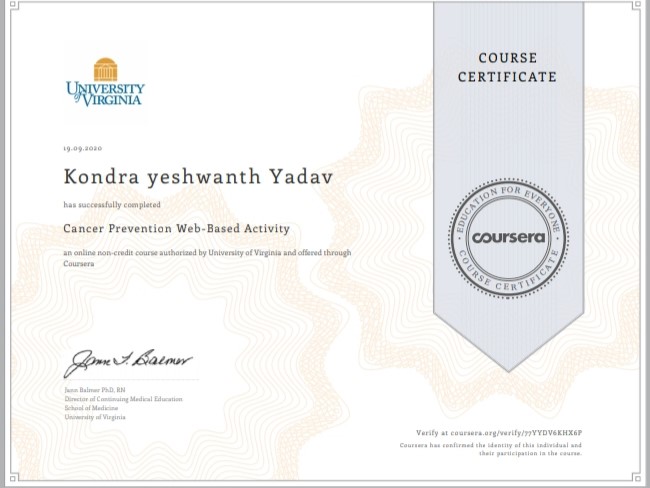 UNIVERSITY
of VIRGINIA
COURSE
CERTIFICATE
19.09.2020
Kondra yeshwanth Yadav
has successfully completed
Cancer Prevention Web-Based Activity
an online non-credit course authorized by University of Virginia and offered through
Coursera
EDUCATION FOR EVERYONE
coursera
COURSE CERTIFICATE
Jann T. Balmer
Jann Balmer PhD, RN
Director of Continuing Medical Education
School of Medicine
University of Virginia
Verify at coursera.org/verify/77YYDV6KHX6P
Coursera has confirmed the identity of this individual and
their participation in the course.